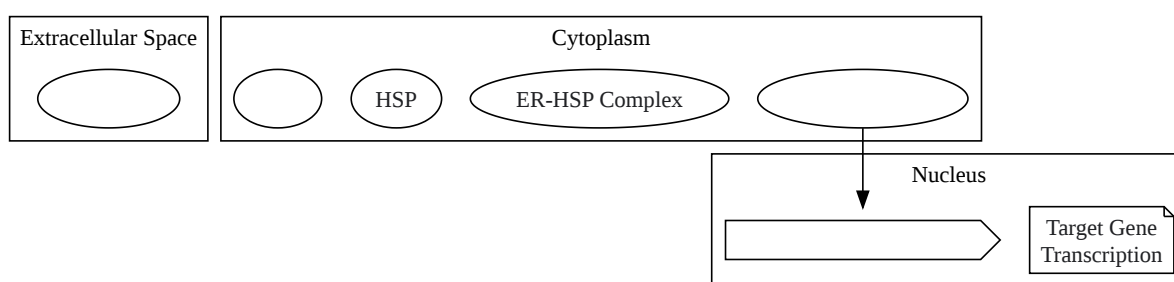 Extracellular Space
Cytoplasm
HSP
ER-HSP Complex
Nucleus
Target Gene
Transcription